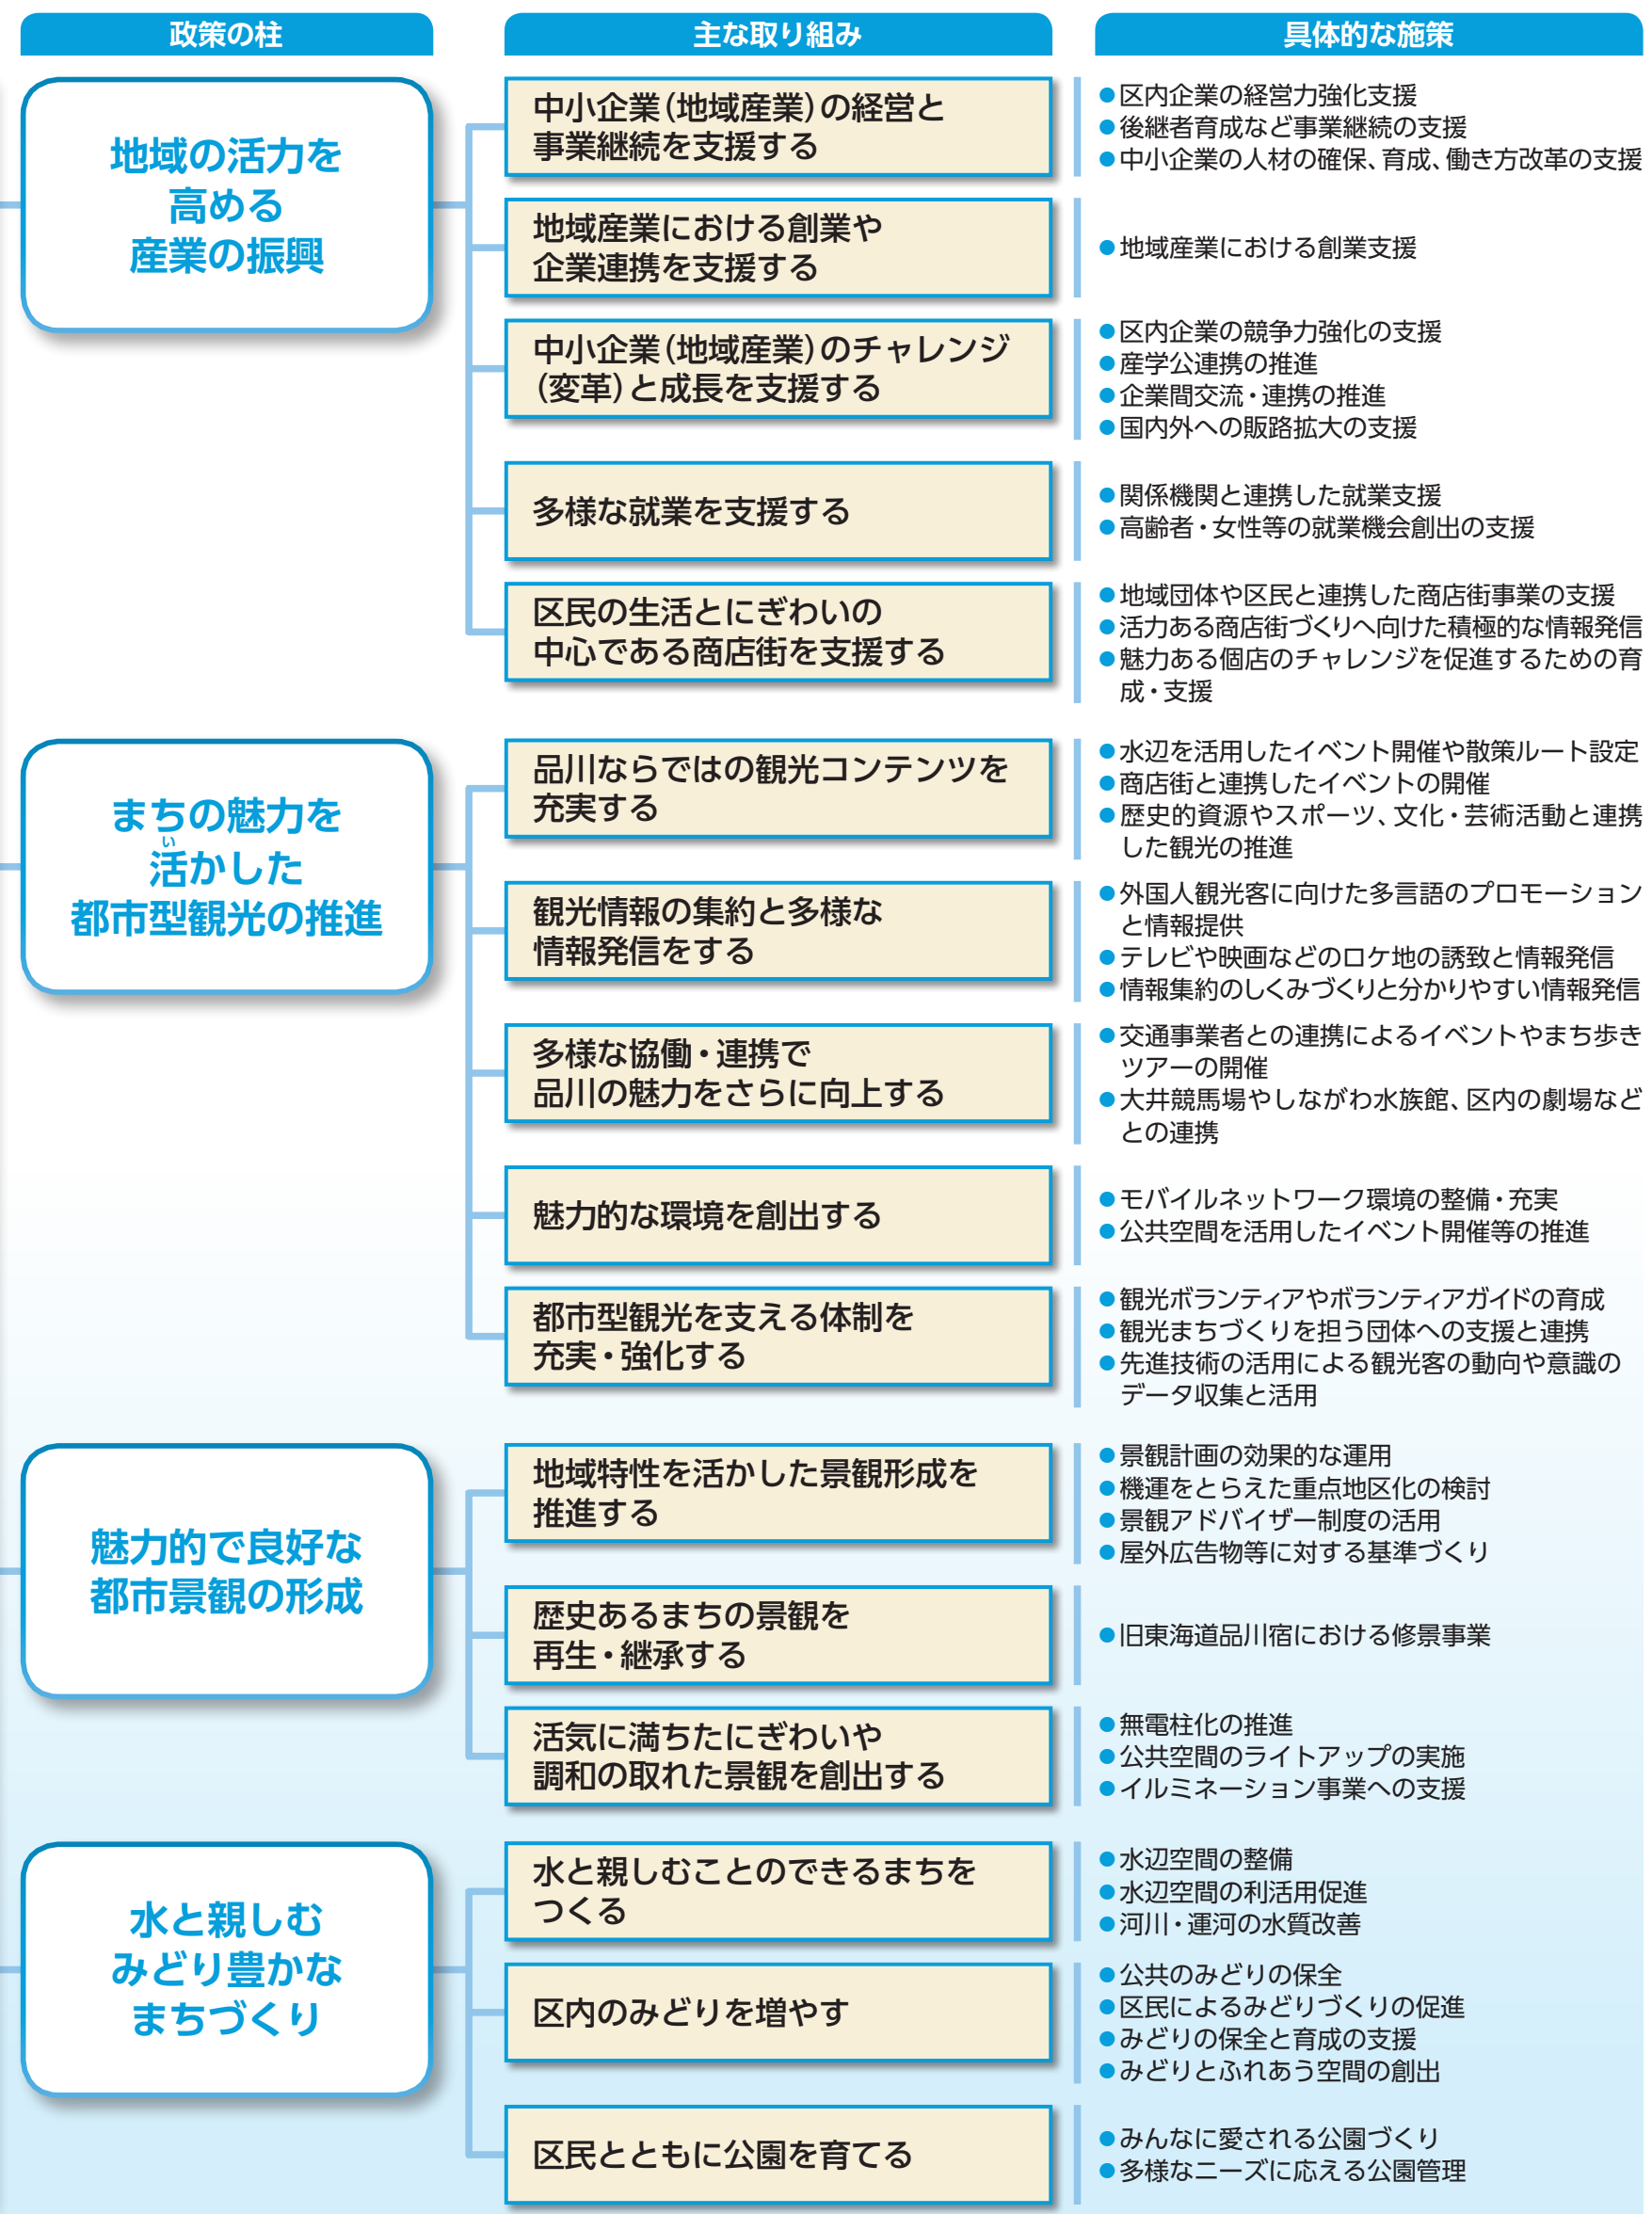 政策の柱
主な取り組み
具体的な施策
地域の活力を
高める
産業の振興
中小企業(地域産業)の経営と
事業継続を支援する
●区内企業の経営力強化支援
●後継者育成など事業継続の支援
●中小企業の人材の確保、育成、働き方改革の支援
地域産業における創業や
企業連携を支援する
●地域産業における創業支援
中小企業(地域産業)のチャレンジ
(変革)と成長を支援する
●区内企業の競争力強化の支援
●産学公連携の推進
●企業間交流・連携の推進
●国内外への販路拡大の支援
多様な就業を支援する
●関係機関と連携した就業支援
●高齢者・女性等の就業機会創出の支援
区民の生活とにぎわいの
中心である商店街を支援する
●地域団体や区民と連携した商店街事業の支援
●活力ある商店街づくりへ向けた積極的な情報発信
●魅力ある個店のチャレンジを促進するための育
成・支援
まちの魅力を
い
活かした
都市型観光の推進
品川ならではの観光コンテンツを
充実する
●水辺を活用したイベント開催や散策ルート設定
●商店街と連携したイベントの開催
●歴史的資源やスポーツ、文化・芸術活動と連携
した観光の推進
観光情報の集約と多様な
情報発信をする
●外国人観光客に向けた多言語のプロモーション
と情報提供
●テレビや映画などのロケ地の誘致と情報発信
●情報集約のしくみづくりと分かりやすい情報発信
多様な協働・連携で
品川の魅力をさらに向上する
●交通事業者との連携によるイベントやまち歩き
ツアーの開催
●大井競馬場やしながわ水族館、区内の劇場など
との連携
魅力的な環境を創出する
●モバイルネットワーク環境の整備・充実
●公共空間を活用したイベント開催等の推進
都市型観光を支える体制を
充実・強化する
●観光ボランティアやボランティアガイドの育成
●観光まちづくりを担う団体への支援と連携
●先進技術の活用による観光客の動向や意識の
データ収集と活用
魅力的で良好な
都市景観の形成
地域特性を活かした景観形成を
推進する
●景観計画の効果的な運用
●機運をとらえた重点地区化の検討
●景観アドバイザー制度の活用
●屋外広告物等に対する基準づくり
歴史あるまちの景観を
再生・継承する
●旧東海道品川宿における修景事業
活気に満ちたにぎわいや
調和の取れた景観を創出する
●無電柱化の推進
●公共空間のライトアップの実施
●イルミネーション事業への支援
水と親しむ
みどり豊かな
まちづくり
水と親しむことのできるまちを
つくる
●水辺空間の整備
●水辺空間の利活用促進
●河川・運河の水質改善
区内のみどりを増やす
●公共のみどりの保全
●区民によるみどりづくりの促進
●みどりの保全と育成の支援
●みどりとふれあう空間の創出
区民とともに公園を育てる
●みんなに愛される公園づくり
●多様なニーズに応える公園管理